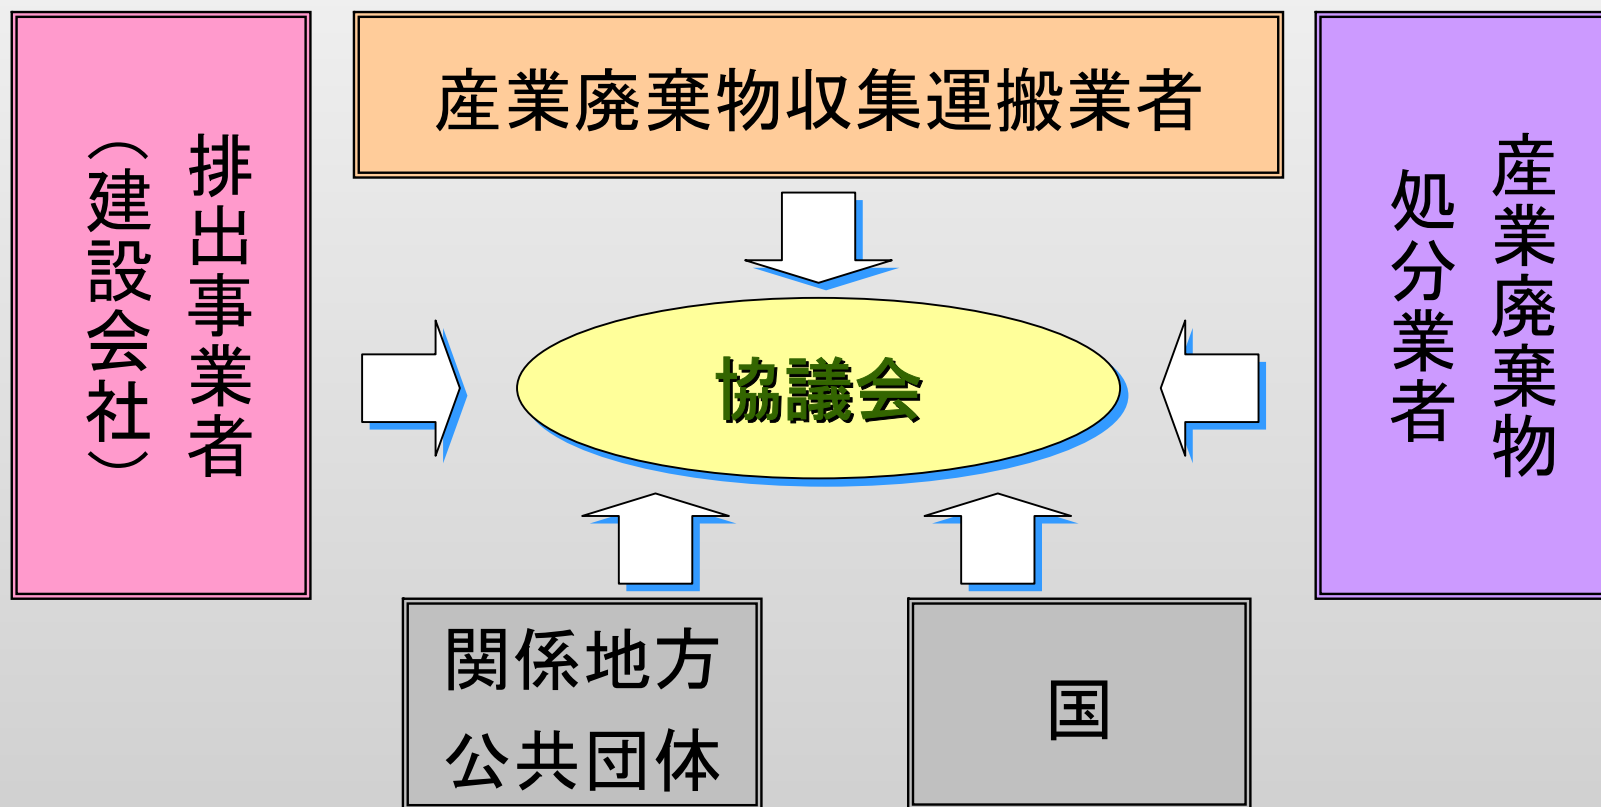 産業廃棄物収集運搬業者
排出事業者
（建設会社）
産業廃棄物
処分業者
協議会
関係地方
公共団体
国